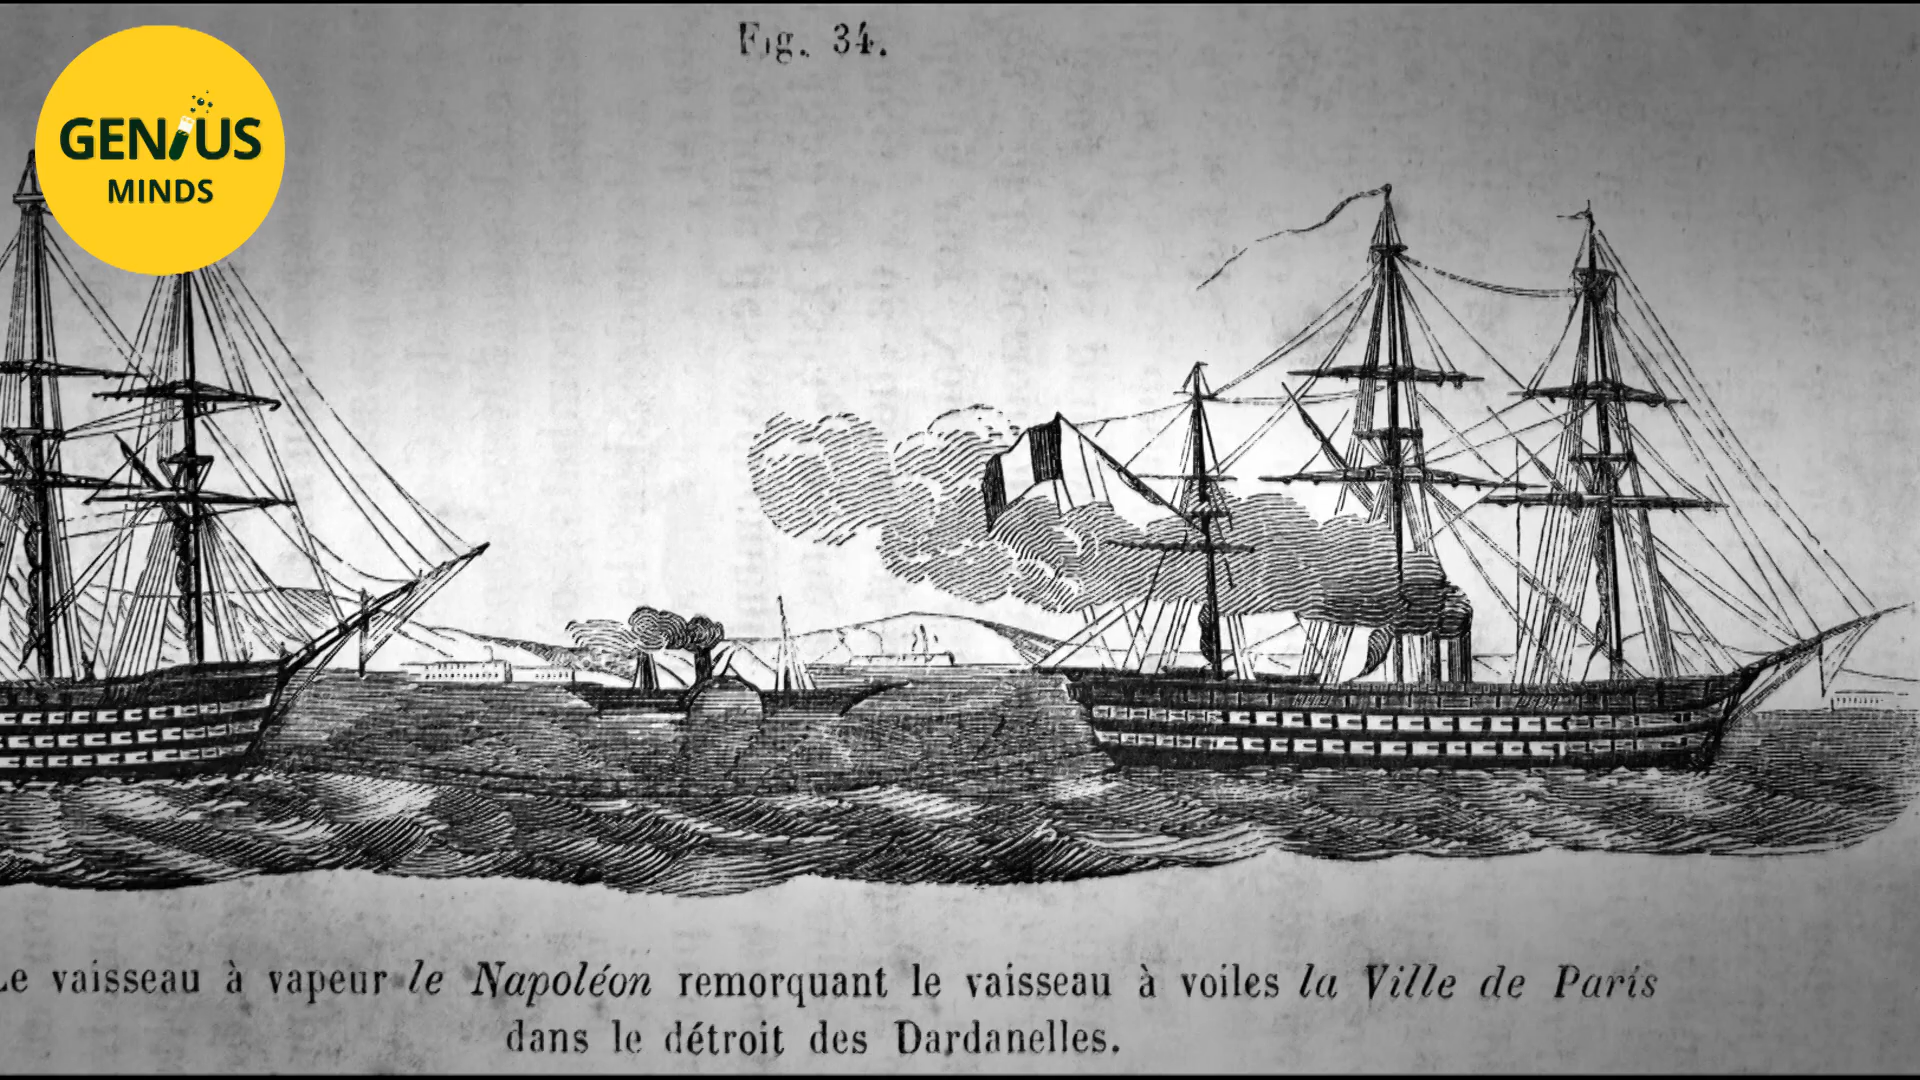 Fig. 34.
GENIUS
MINDS
Le vaisseau à vapeur le Napoléon remorquant le vaisseau à voiles la Ville de Paris
dans le détroit des Dardanelles.